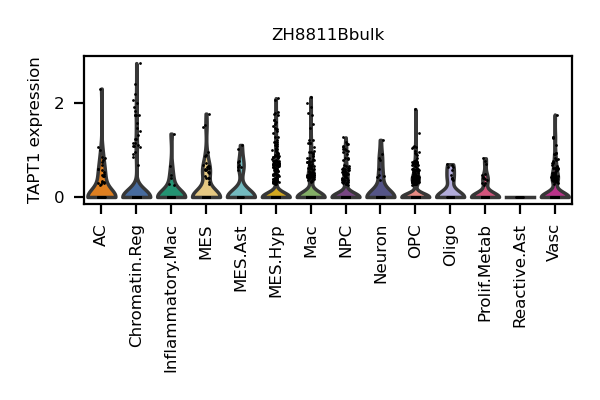 ZH8811Bbulk
TAPT1 expression
2
0
AC
Chromatin.Reg
Inflammatory.Mac
MES
MES.Ast
MES.Hyp
Mac
NPC
Neuron
OPC
Oligo
Prolif.Metab
Reactive.Ast
Vasc